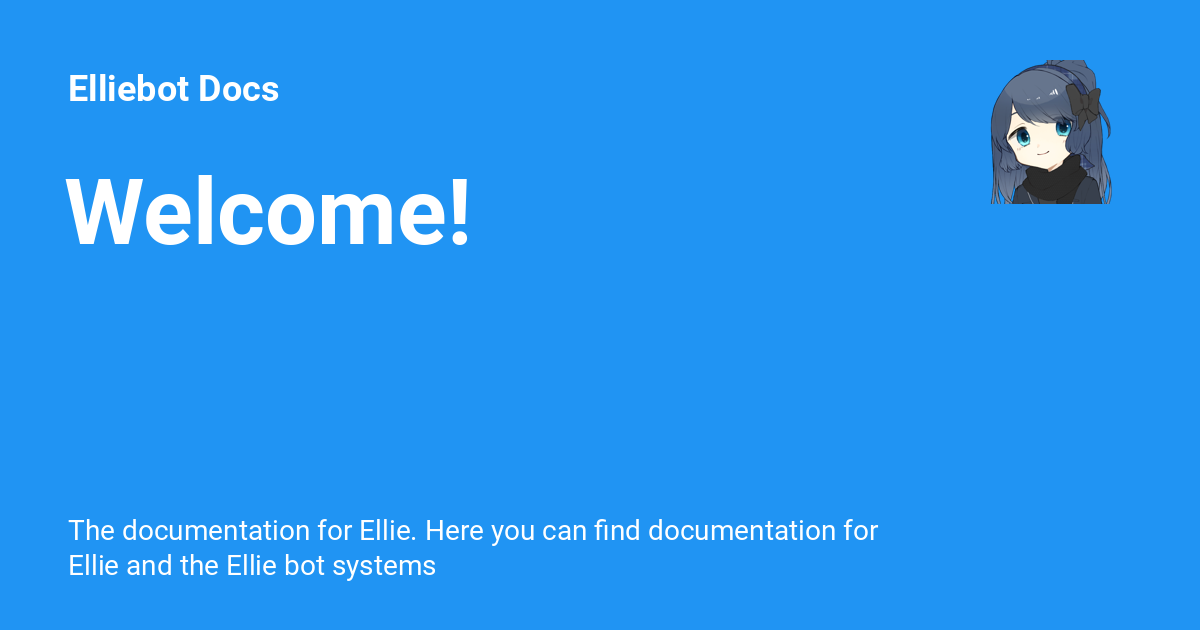 Elliebot Docs
Welcome!
The documentation for Ellie. Here you can find documentation for
Ellie and the Ellie bot systems